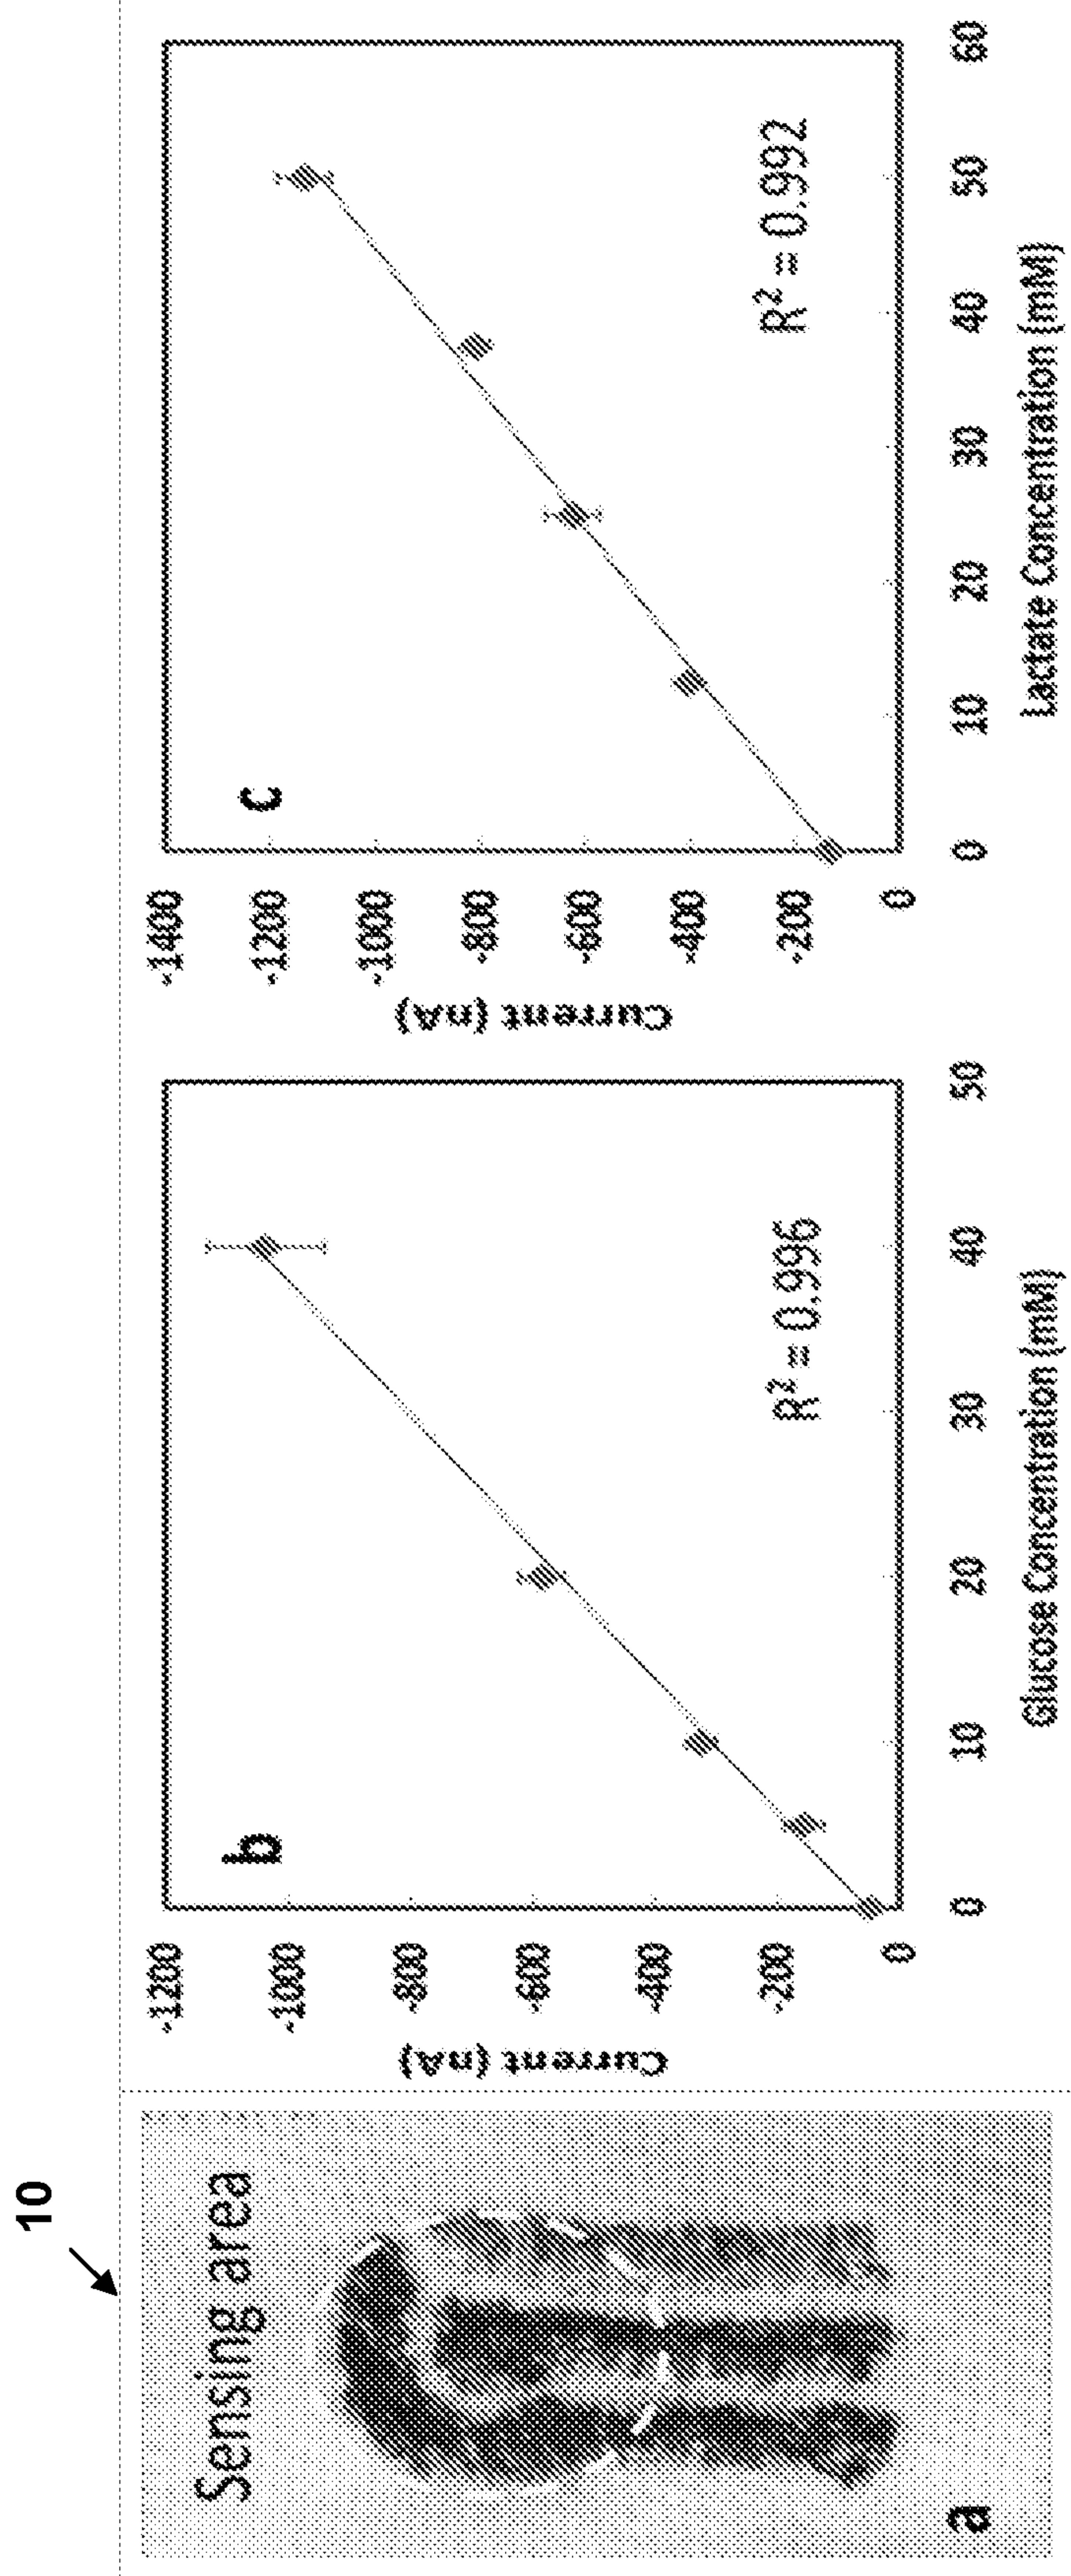 10
Sensing area
a
b
-1200
-1000
-800
-600
-400
-200
0
Current (nA)
0 10 20 30 40 50
Glucose Concentration (mM)
R² = 0.996
c
-1400
-1200
-1000
-800
-600
-400
-200
0
Current (nA)
0 10 20 30 40 50 60
Lactate Concentration (mM)
R² = 0.992